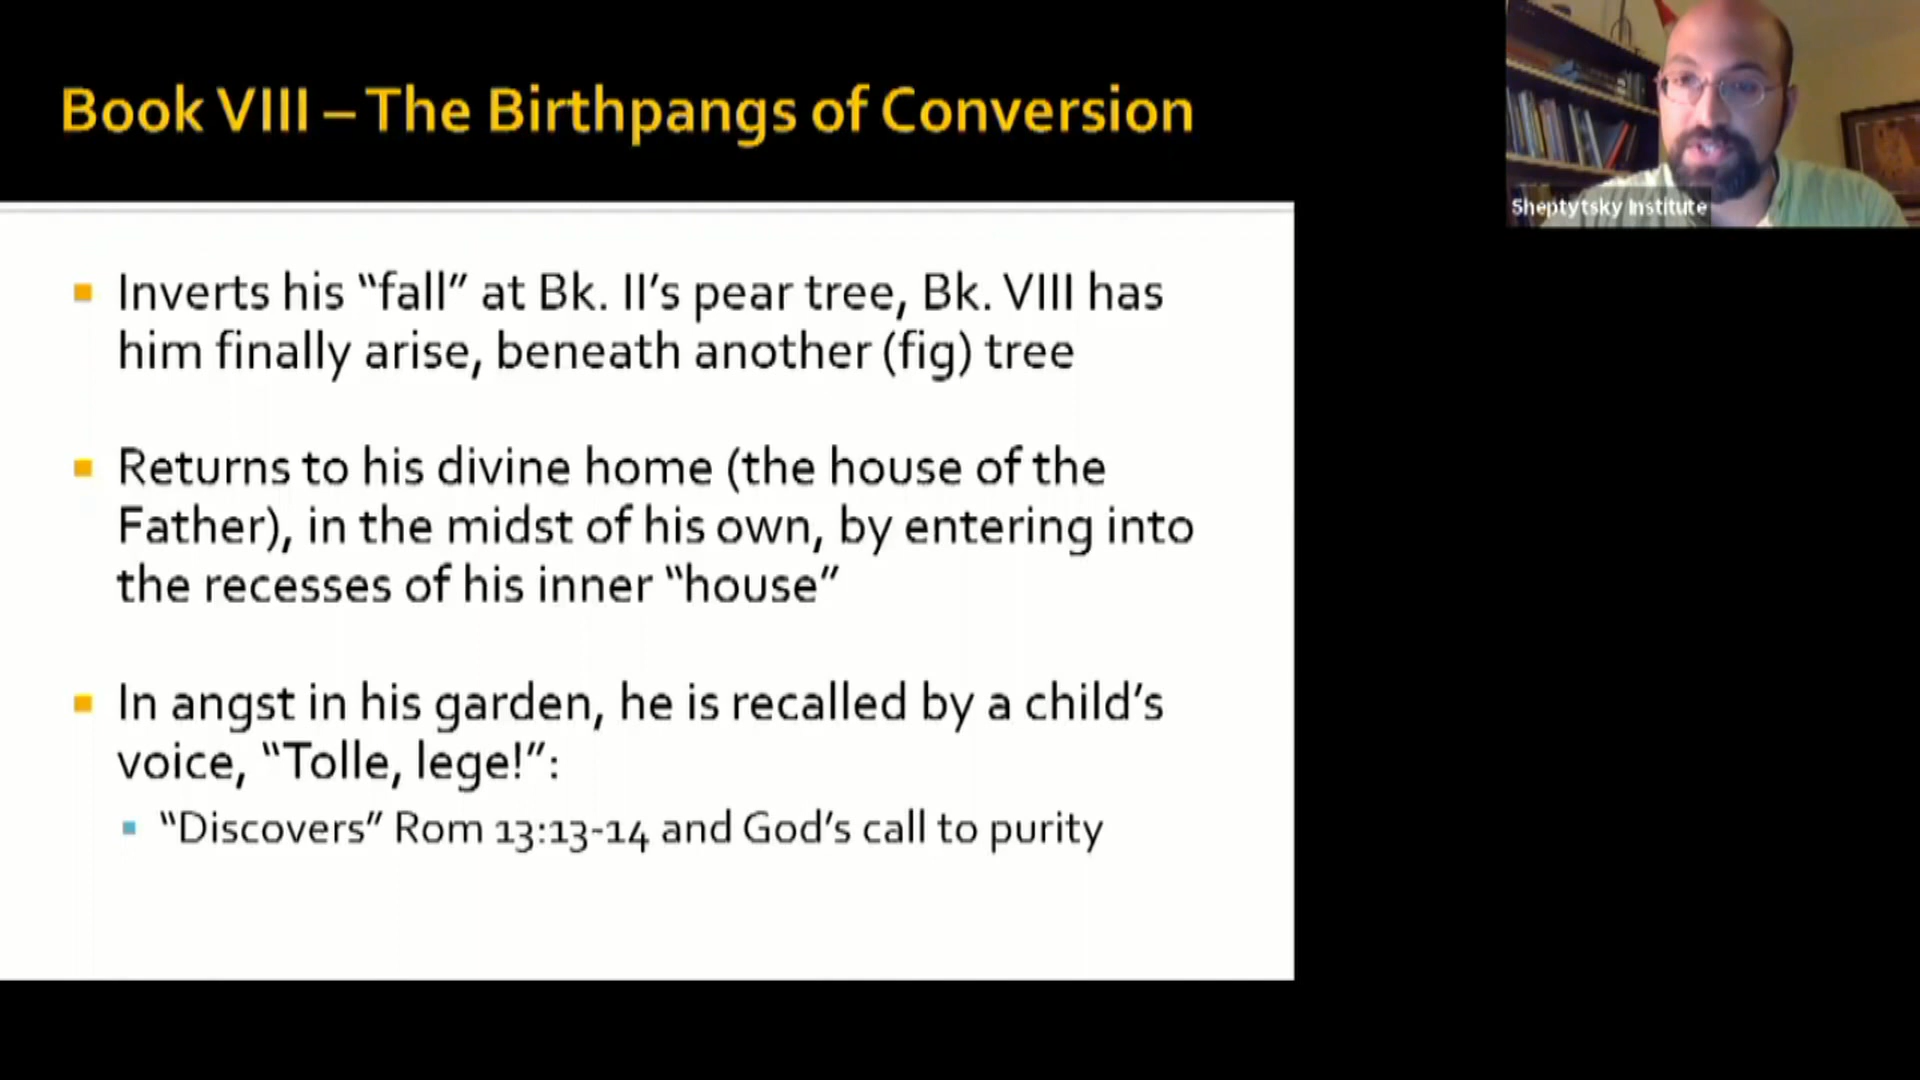 Book VIII – The Birthpangs of Conversion
Sheptytsky Institute
Inverts his “fall” at Bk. II’s pear tree, Bk. VIII has
him finally arise, beneath another (fig) tree
Returns to his divine home (the house of the
Father), in the midst of his own, by entering into
the recesses of his inner “house”
In angst in his garden, he is recalled by a child’s
voice, “Tolle, lege!”:
“Discovers” Rom 13:13-14 and God’s call to purity